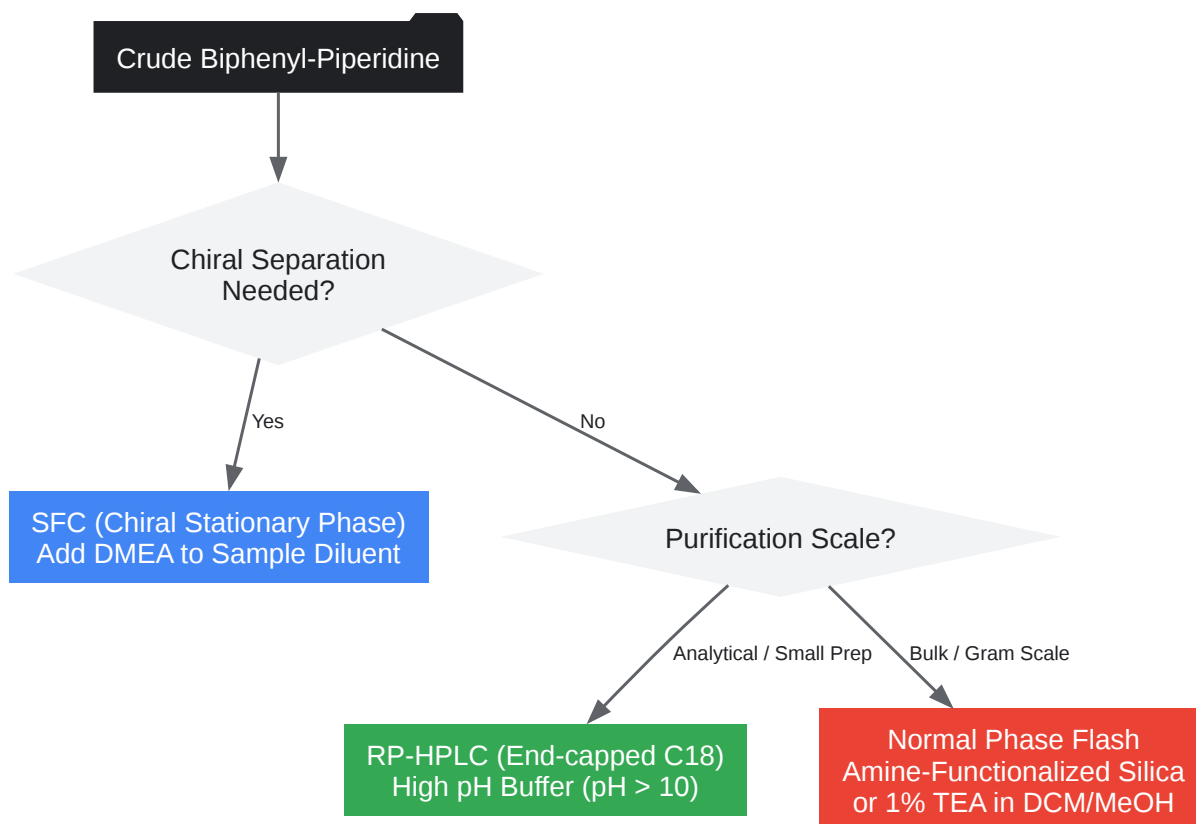 Crude Biphenyl-Piperidine
Chiral Separation
Needed?
Yes
No
SFC (Chiral Stationary Phase)
Add DMEA to Sample Diluent
Purification Scale?
Analytical / Small Prep
Bulk / Gram Scale
RP-HPLC (End-capped C18)
High pH Buffer (pH > 10)
Normal Phase Flash
Amine-Functionalized Silica
or 1% TEA in DCM/MeOH